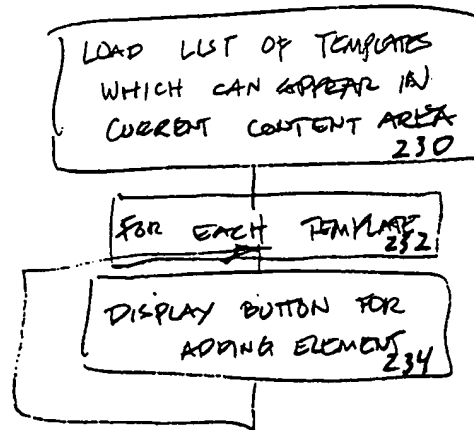 LOAD LIST OF TEMPLATES
WHICH CAN APPEAR IN
CURRENT CONTENT AREA
230
FOR EACH TEMPLATE
232
DISPLAY BUTTON FOR
ADDING ELEMENT
234